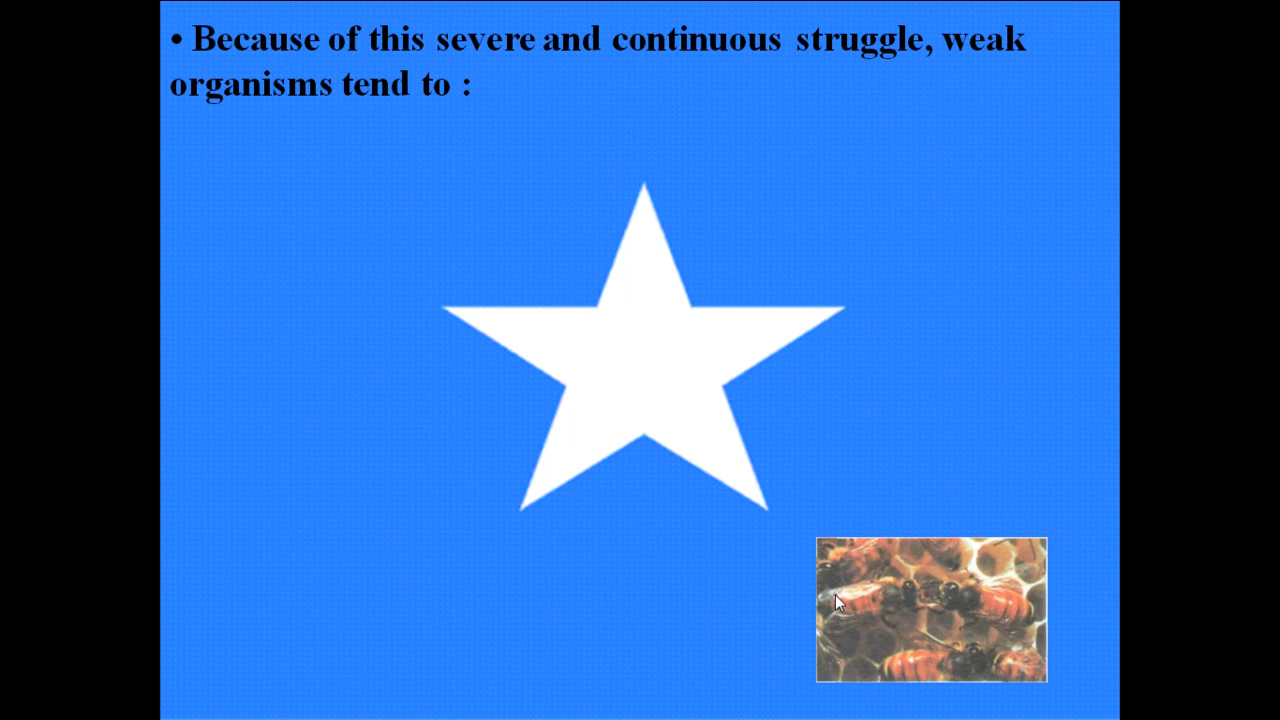 • Because of this severe and continuous struggle, weak
organisms tend to :